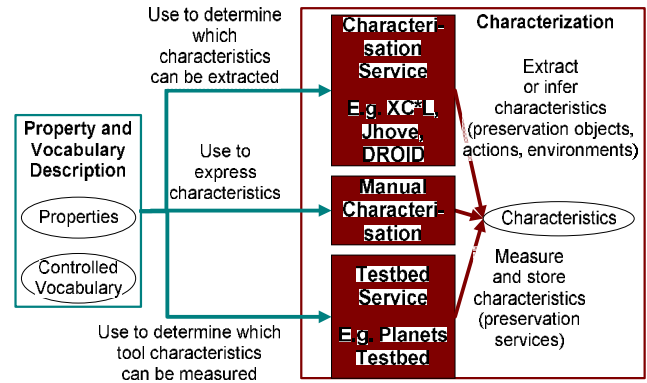 Use to determine
which
characteristics
can be extracted
Property and
Vocabulary
Description
Properties
Controlled
Vocabulary
Use to
express
characteristics
Use to determine which
tool characteristics
can be measured
Characterization
Characteri-
sation
Service
E.g. XC*L,
Jhove,
DROID
Manual
Characteri-
sation
Testbed
Service
E.g. Planets
Testbed
Extract
or infer
characteristics
(preservation objects,
actions, environments)
Characteristics
Measure
and store
characteristics
(preservation
services)